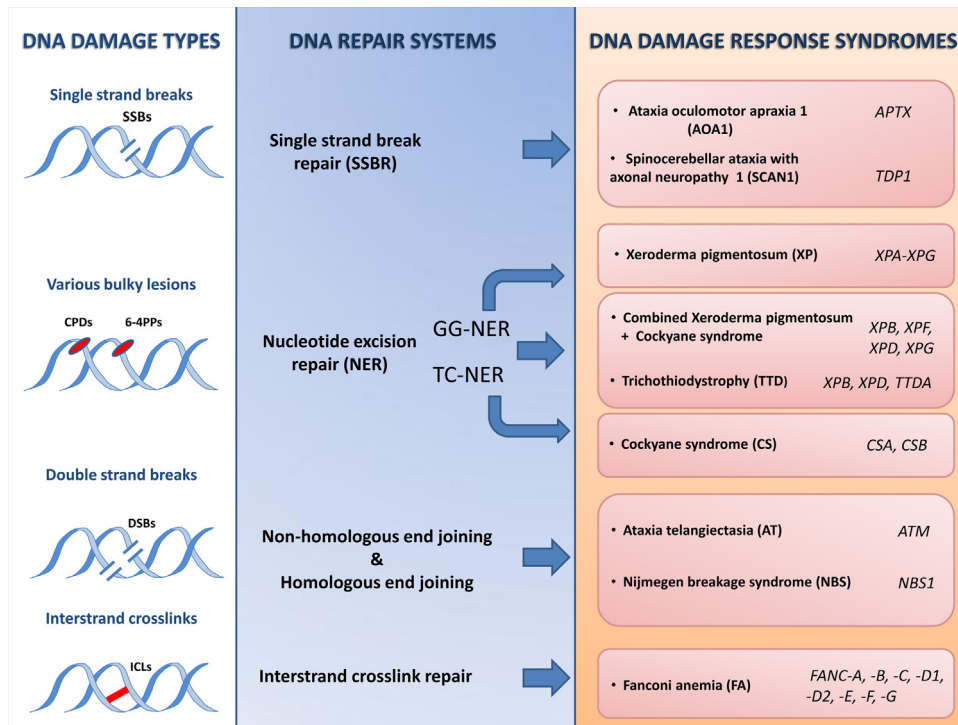 DNA DAMAGE TYPES
DNA REPAIR SYSTEMS
DNA DAMAGE RESPONSE SYNDROMES
Single strand breaks
SSBs
Single strand break
repair (SSBR)
• Ataxia oculomotor apraxia 1
(AOA1)
APTX
• Spinocerebellar ataxia with
axonal neuropathy 1 (SCAN1)
TDP1
Various bulky lesions
CPDs
6-4PPs
Nucleotide excision
repair (NER)
GG-NER
TC-NER
• Xeroderma pigmentosum (XP)
XPA-XPG
• Combined Xeroderma pigmentosum
+ Cockyane syndrome
XPB, XPF,
XPD, XPG
• Trichothiodystrophy (TTD)
XPB, XPD, TTDA
• Cockyane syndrome (CS)
CSA, CSB
Double strand breaks
DSBs
Non-homologous end joining
&
Homologous end joining
• Ataxia telangiectasia (AT)
ATM
• Nijmegen breakage syndrome (NBS)
NBS1
Interstrand crosslinks
ICLs
Interstrand crosslink repair
• Fanconi anemia (FA)
FANC-A, -B, -C, -D1,
-D2, -E, -F, -G